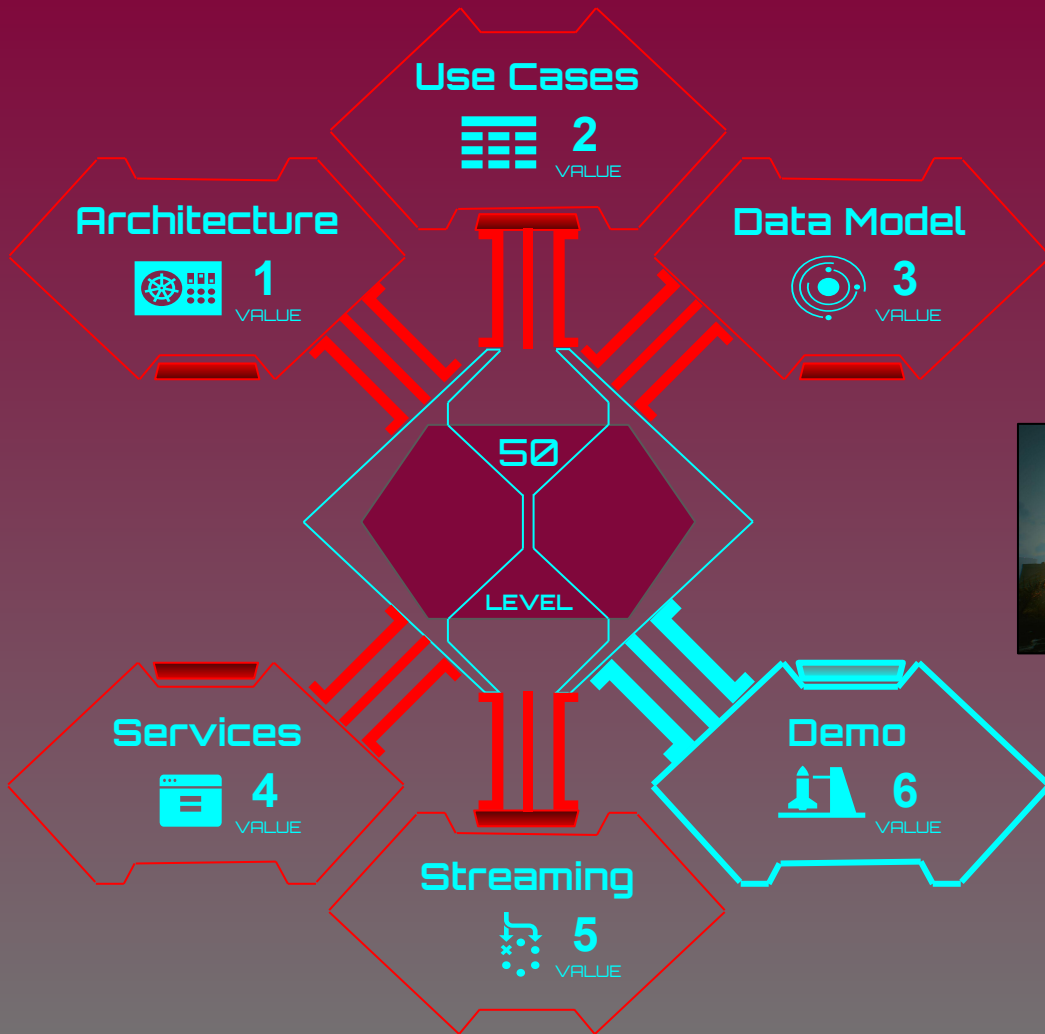 Use Cases
2
VALUE
Architecture
1
VALUE
Data Model
3
VALUE
50
LEVEL
Services
4
VALUE
Demo
6
VALUE
Streaming
5
VALUE